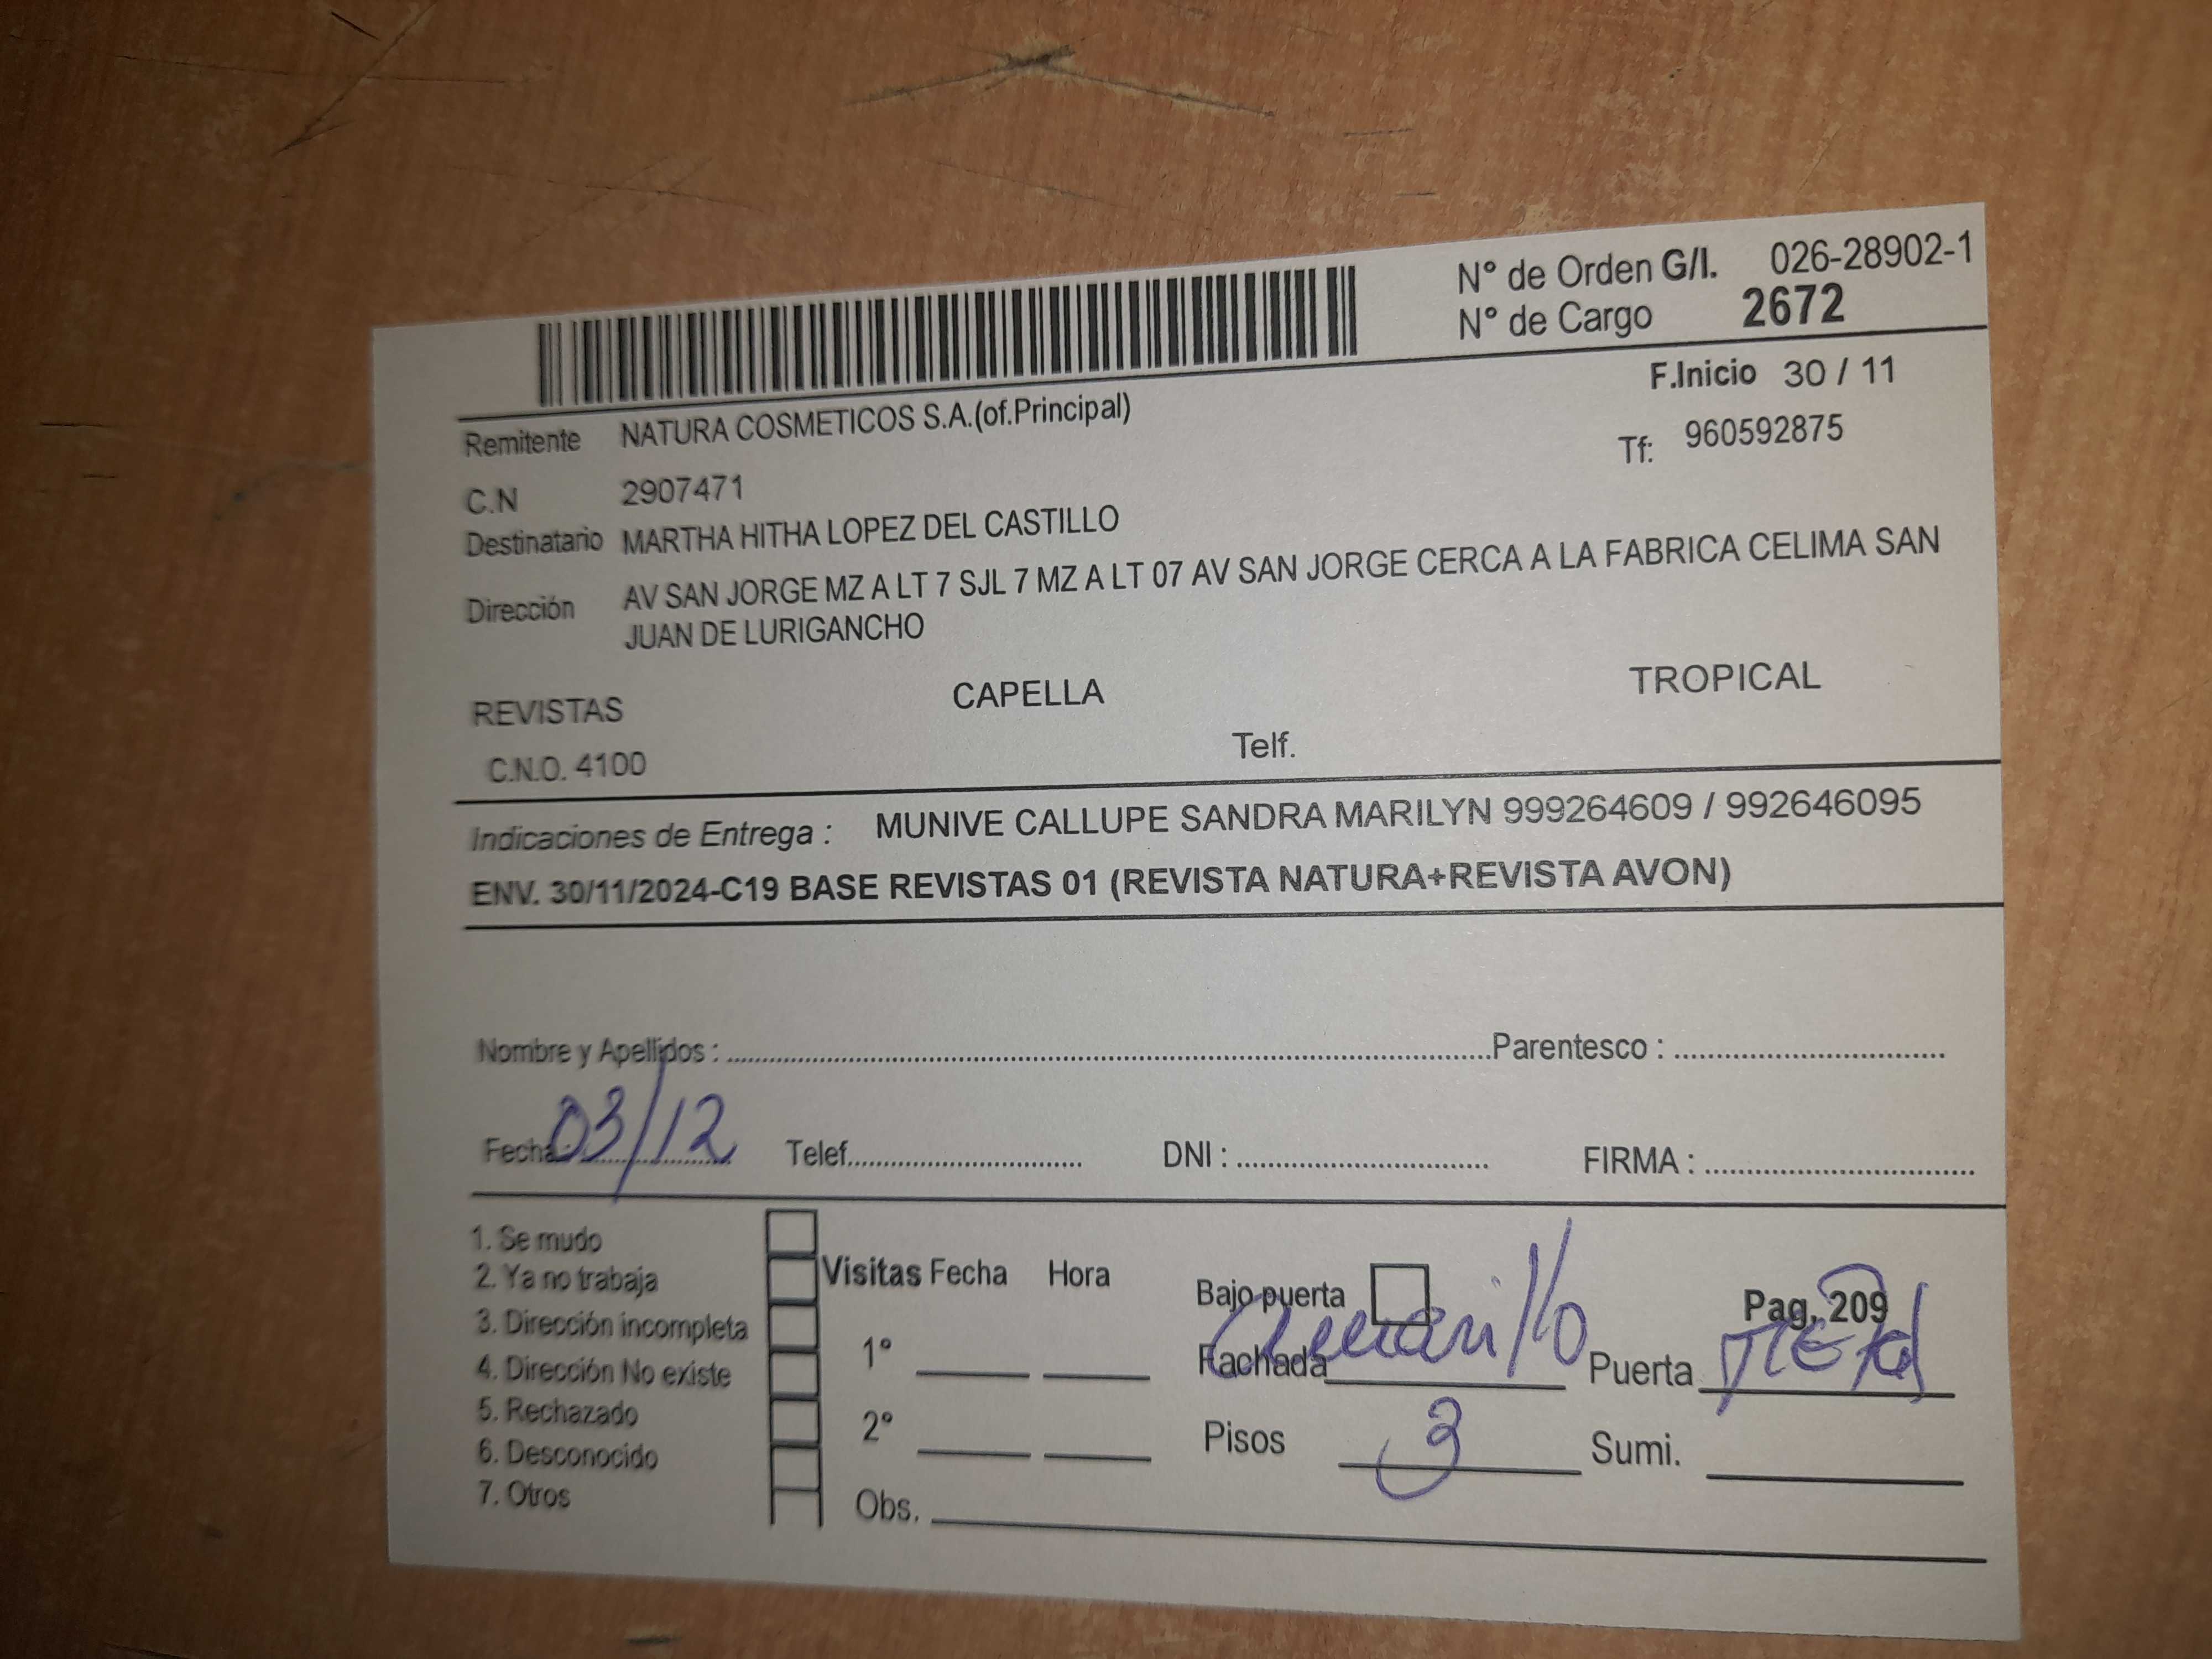 N° de Orden G/I. 026-28902-1
N° de Cargo 2672
F.Inicio 30 / 11
Remitente NATURA COSMETICOS S.A.(of.Principal)
Tf: 960592875
C.N 2907471
Destinatario MARTHA HITHA LOPEZ DEL CASTILLO
Dirección AV SAN JORGE MZ A LT 7 SJL 7 MZ A LT 07 AV SAN JORGE CERCA A LA FABRICA CELIMA SAN
JUAN DE LURIGANCHO
REVISTAS CAPELLA TROPICAL
C.N.O. 4100 Telf.
Indicaciones de Entrega : MUNIVE CALLUPE SANDRA MARILYN 999264609 / 992646095
ENV. 30/11/2024-C19 BASE REVISTAS 01 (REVISTA NATURA+REVISTA AVON)
Nombre y Apellidos : Parentesco :
Fecha: 03/12 Telef. DNI : FIRMA :
1. Se mudo
2. Ya no trabaja
3. Dirección incompleta
4. Dirección No existe
5. Rechazado
6. Desconocido
7. Otros
Visitas Fecha Hora
1°
2°
Obs.
Bajo puerta Pag. 209
Fachada Amarillo Puerta
Pisos 3 Sumi.